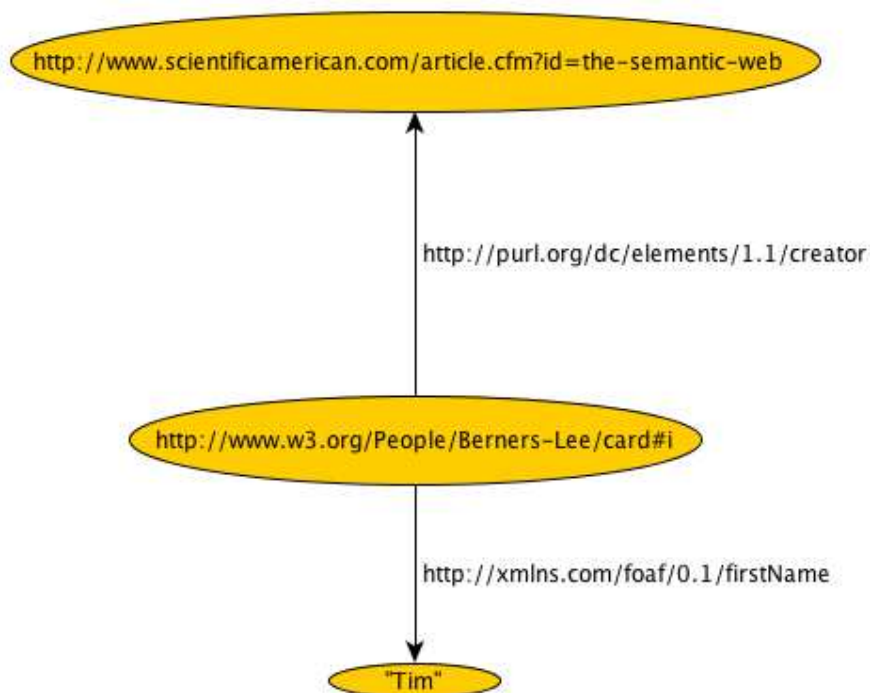 http://www.scientificamerican.com/article.cfm?id=the-semantic-web
http://purl.org/dc/elements/1.1/creator
http://www.w3.org/People/Berners-Lee/card#i
http://xmlns.com/foaf/0.1/firstName
"Tim"